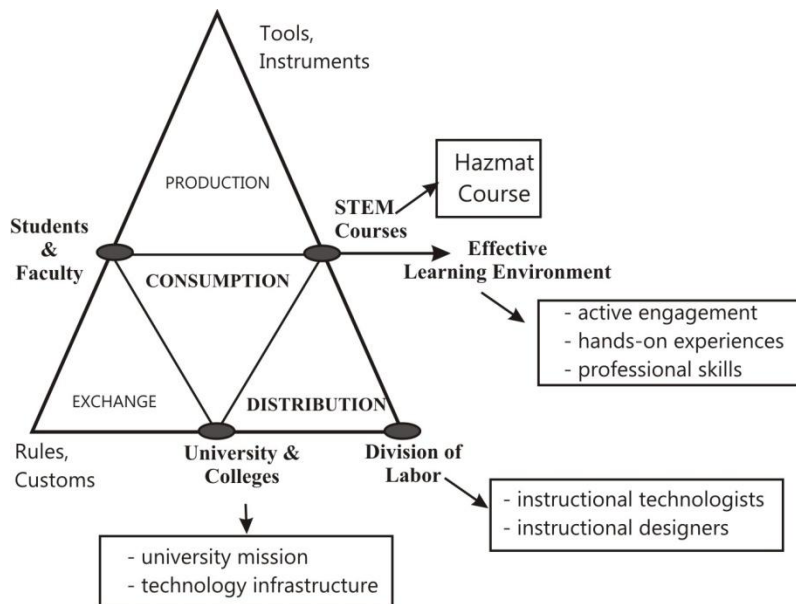 Tools,
Instruments
PRODUCTION
Hazmat
Course
STEM
Courses
Students
&
Faculty
CONSUMPTION
Effective
Learning Environment
- active engagement
- hands-on experiences
- professional skills
EXCHANGE
DISTRIBUTION
Rules,
Customs
University &
Colleges
Division of
Labor
- instructional technologists
- instructional designers
- university mission
- technology infrastructure